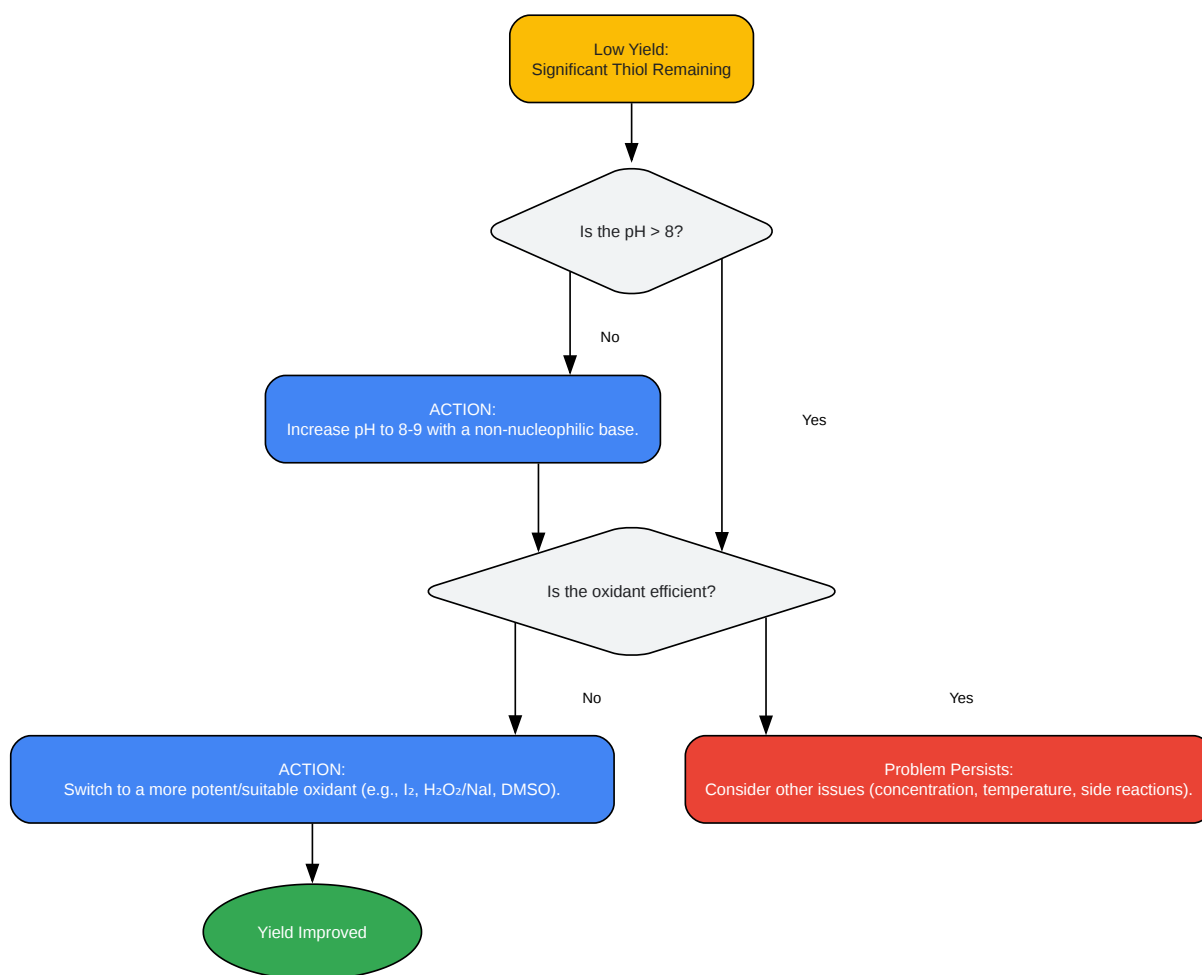 Low Yield:
Significant Thiol Remaining
Is the pH > 8?
No
ACTION:
Increase pH to 8-9 with a non-nucleophilic base.
Yes
Is the oxidant efficient?
No
Yes
ACTION:
Switch to a more potent/suitable oxidant (e.g., I₂, H₂O₂/NaI, DMSO).
Problem Persists:
Consider other issues (concentration, temperature, side reactions).
Yield Improved